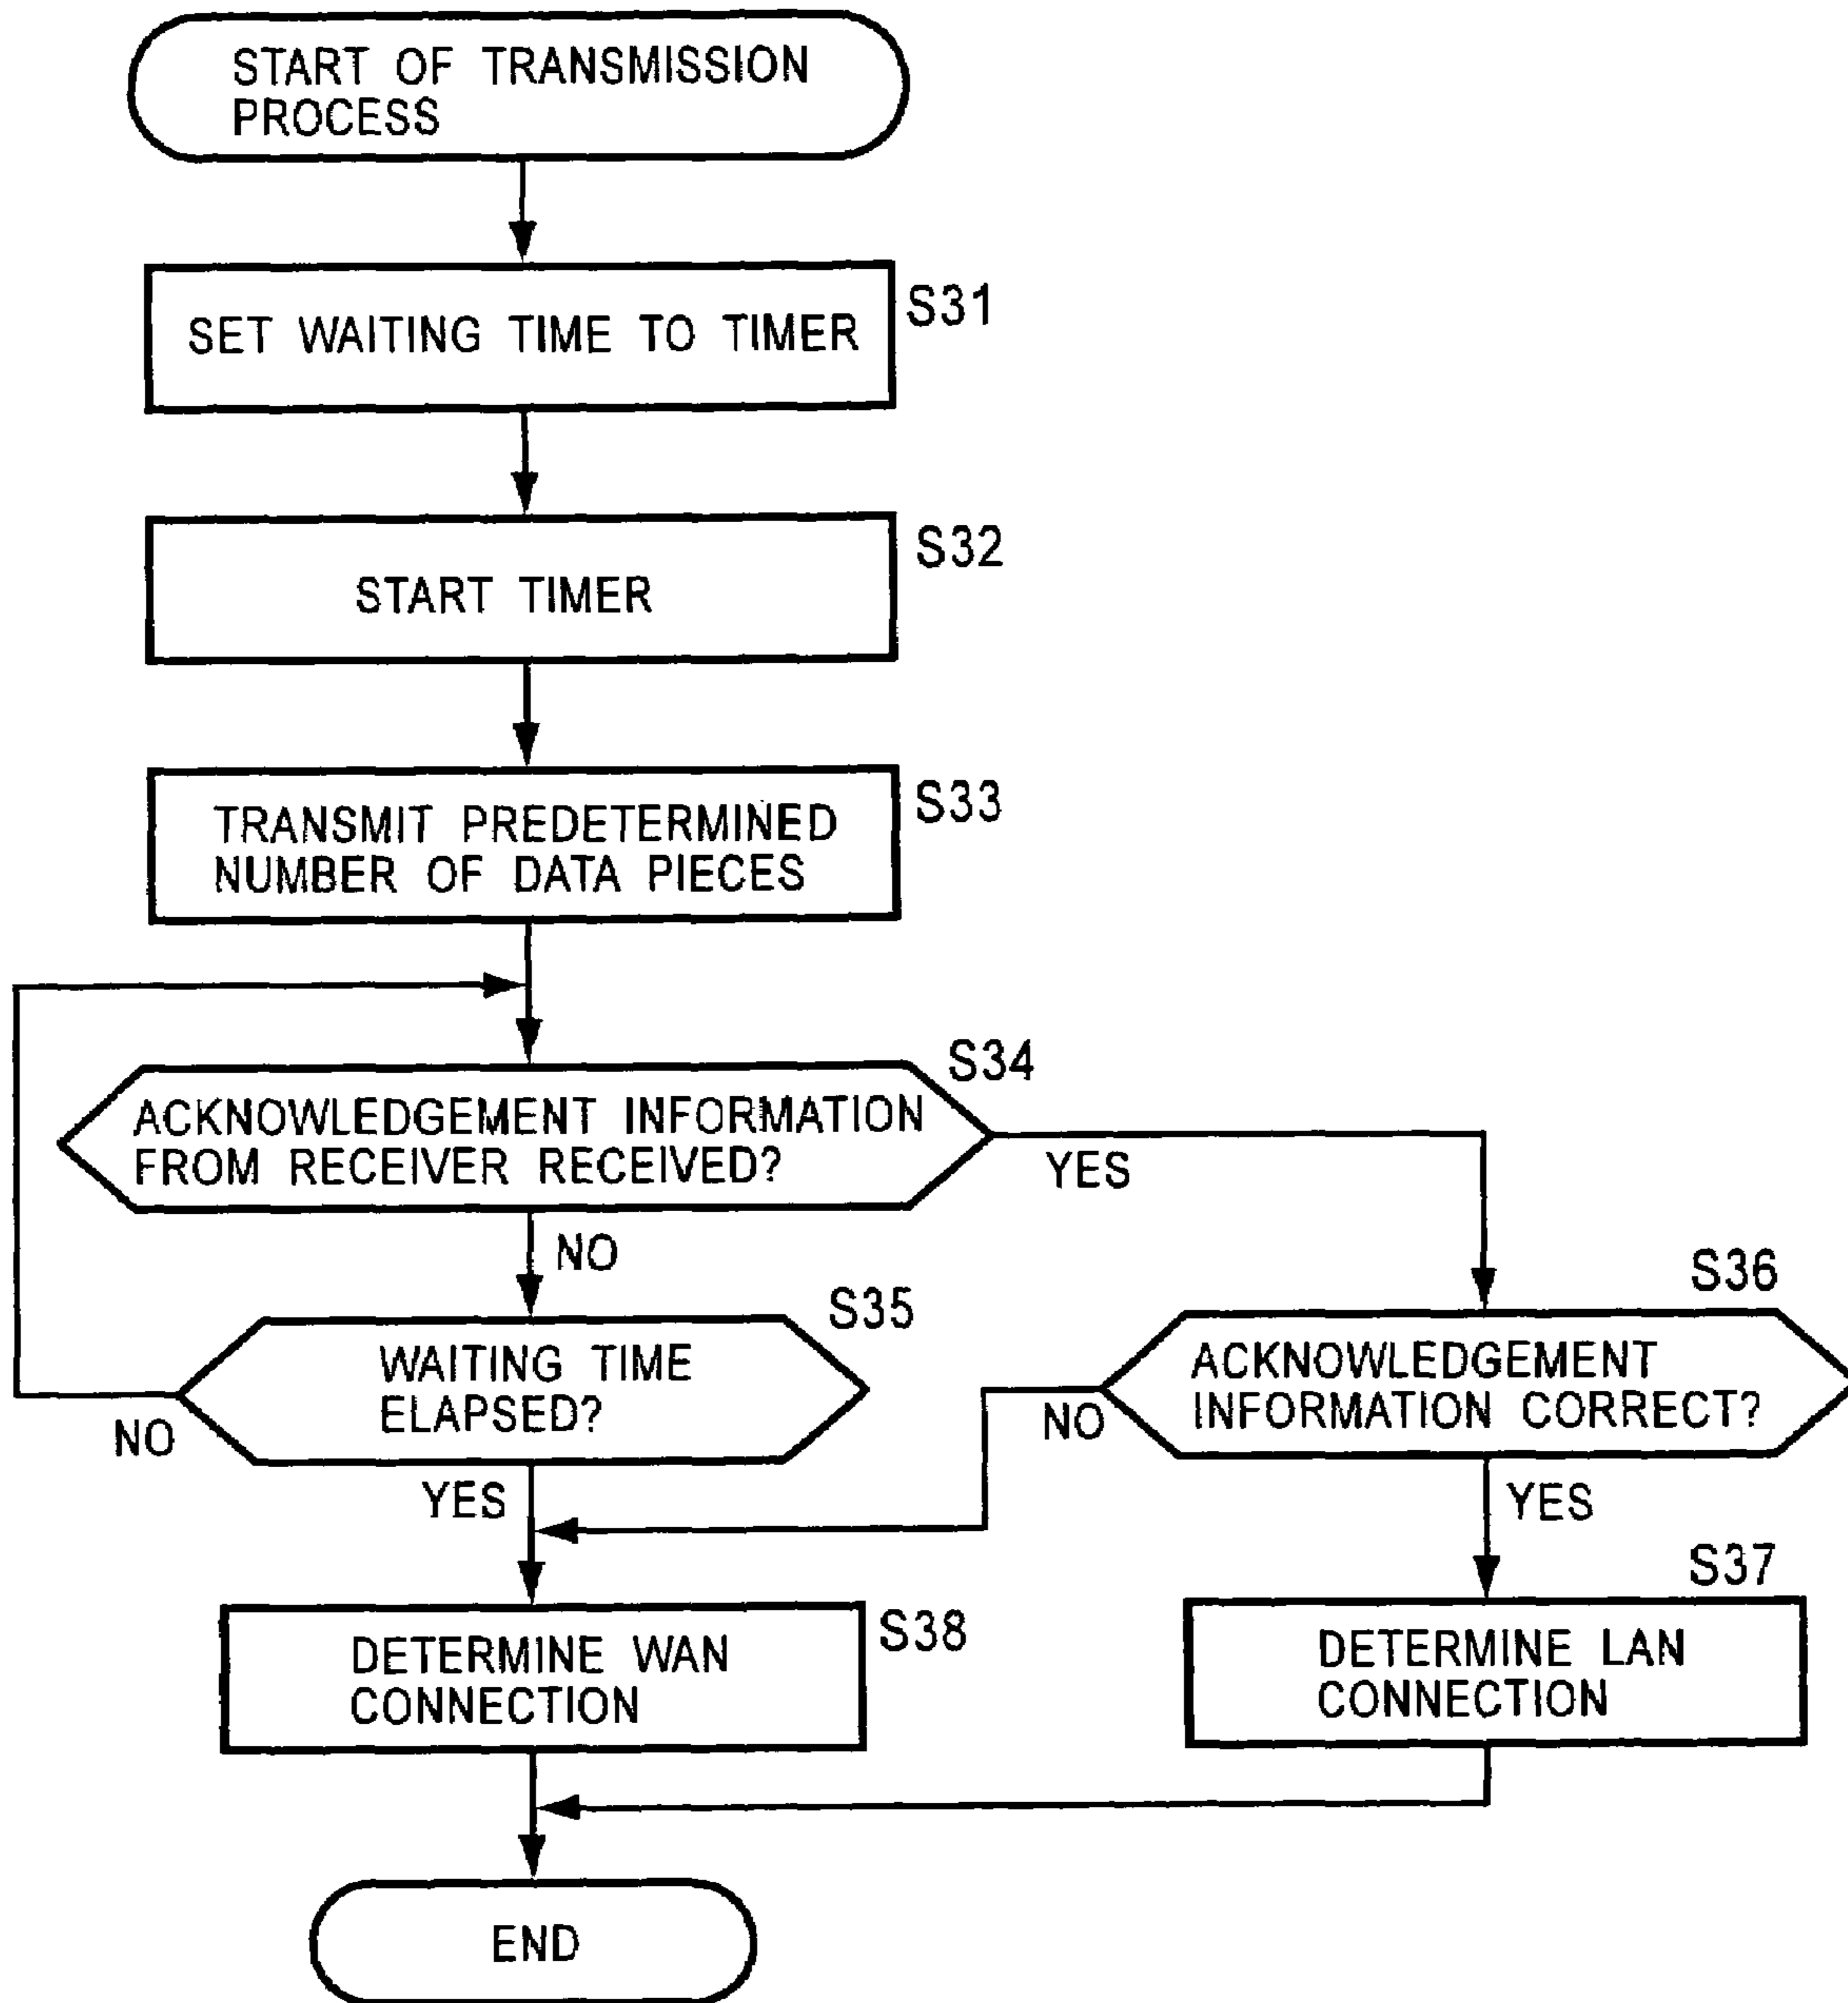 START OF TRANSMISSION
PROCESS
S31
SET WAITING TIME TO TIMER
S32
START TIMER
S33
TRANSMIT PREDETERMINED
NUMBER OF DATA PIECES
S34
ACKNOWLEDGEMENT INFORMATION
FROM RECEIVER RECEIVED?
YES
NO
S35
WAITING TIME
ELAPSED?
NO
YES
S36
ACKNOWLEDGEMENT
INFORMATION CORRECT?
NO
YES
S38
DETERMINE WAN
CONNECTION
S37
DETERMINE LAN
CONNECTION
END